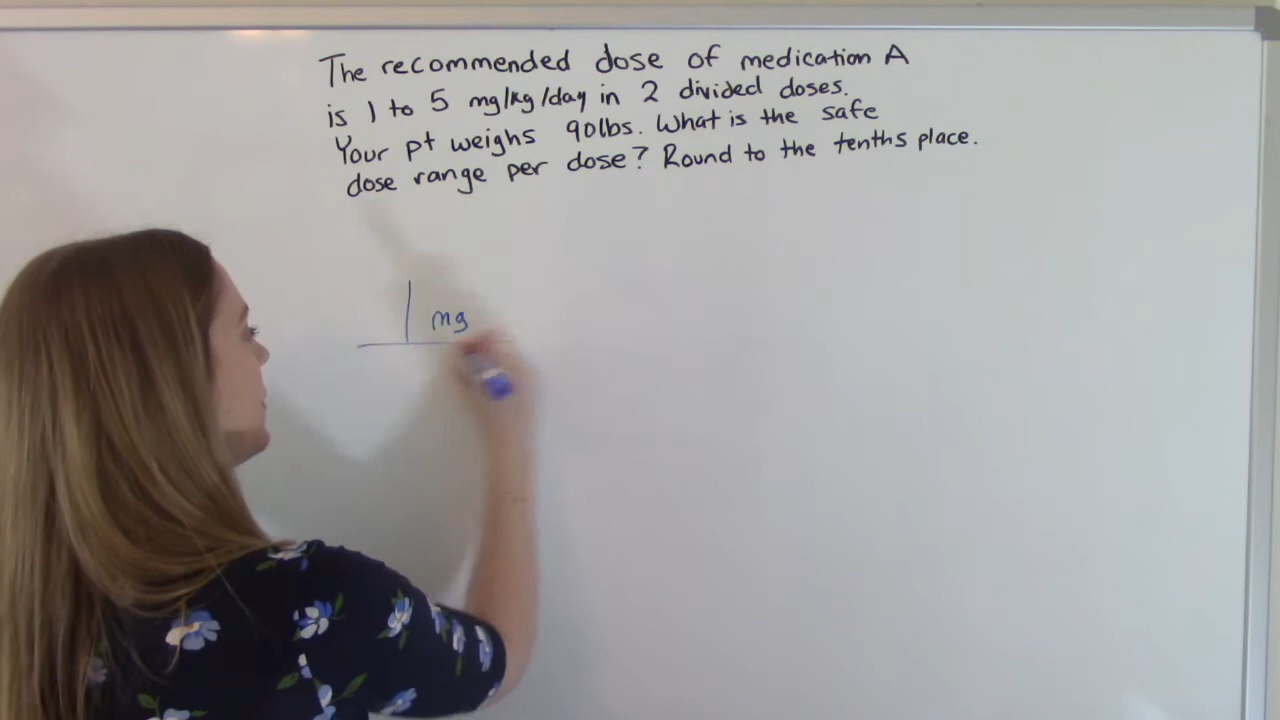 The recommended dose of medication A
is 1 to 5 mg/kg/day in 2 divided doses.
Your pt weighs 90lbs. What is the safe
dose range per dose? Round to the tenths place.
mg